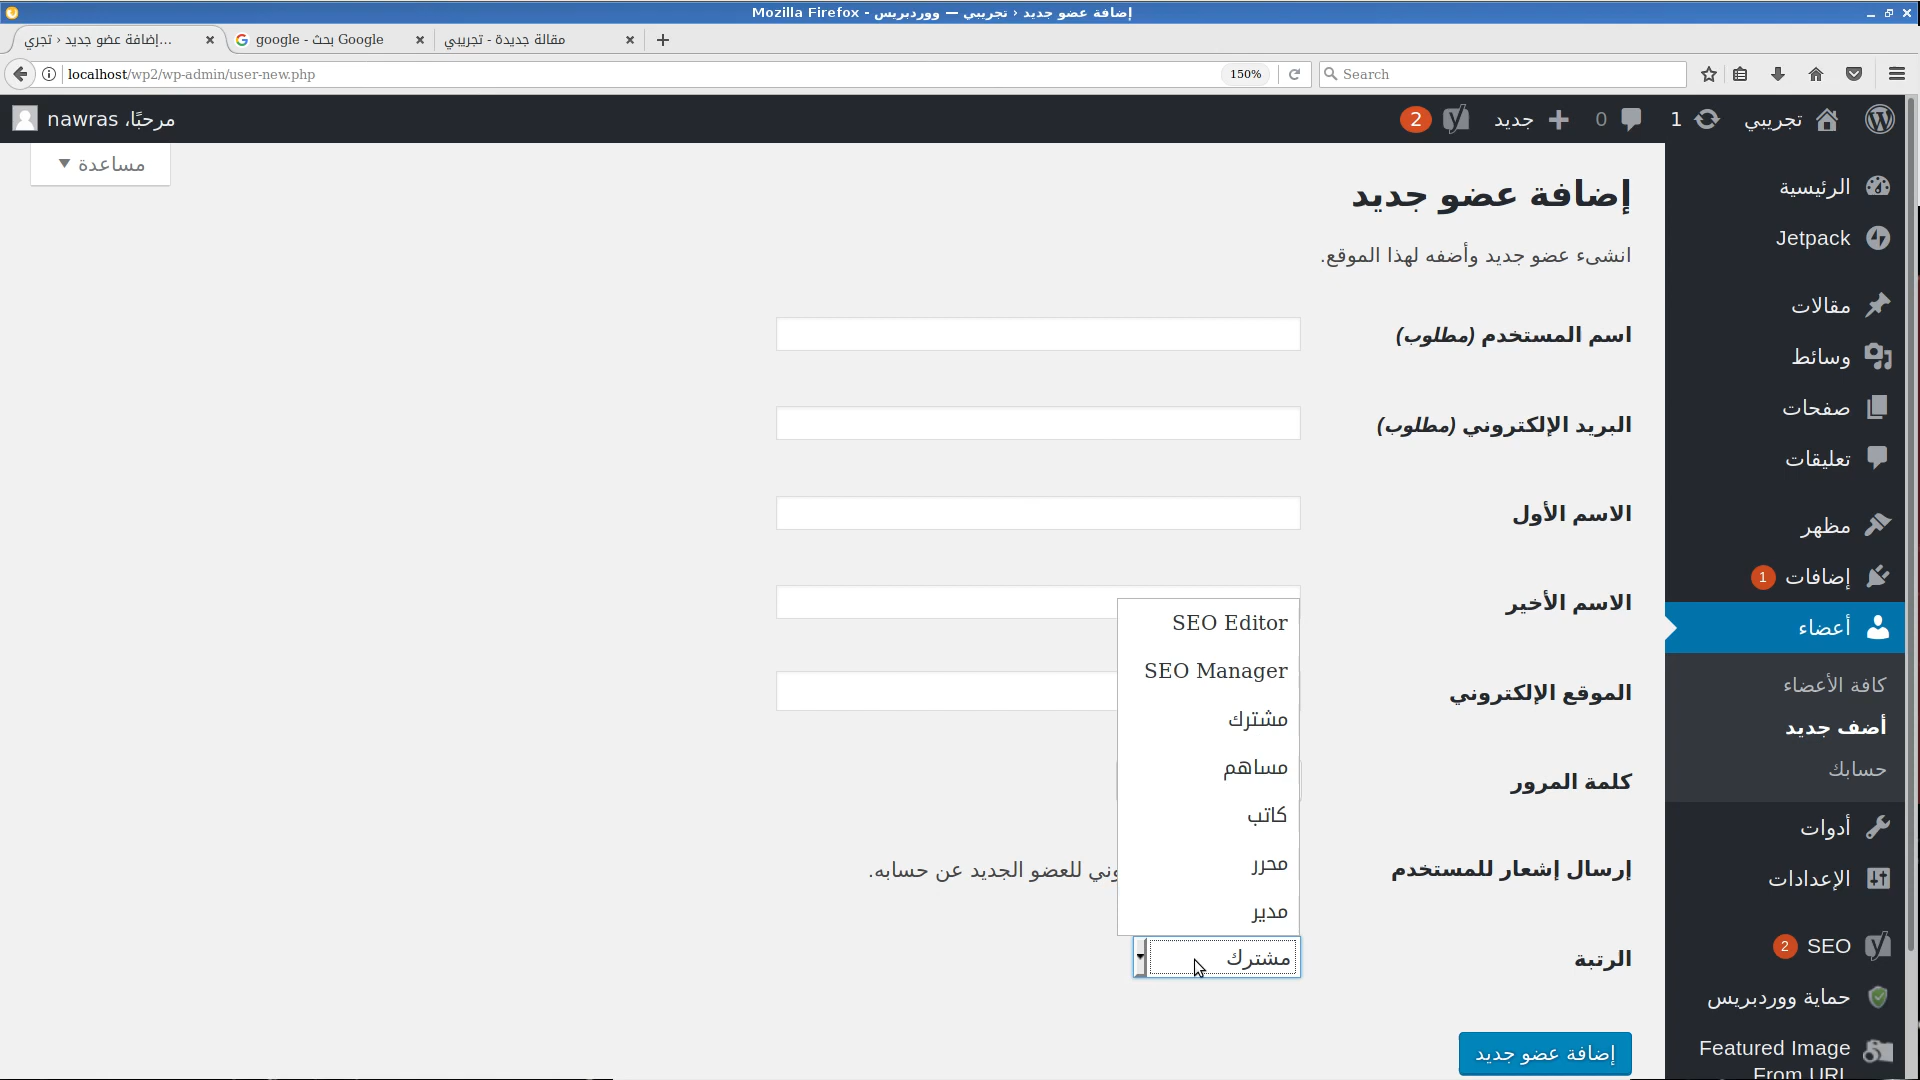 إضافة عضو جديد › تجريبي — ووردبريس - Mozilla Firefox
إضافة عضو جديد › تجري...
google - بحث Google
مقالة جديدة - تجريبي
localhost/wp2/wp-admin/user-new.php
150%
Search
تجريبي
1
0
جديد
2
مرحبًا، nawras
مساعدة
الرئيسية
Jetpack
مقالات
وسائط
صفحات
تعليقات
مظهر
إضافات 1
أعضاء
كافة الأعضاء
أضف جديد
حسابك
أدوات
الإعدادات
SEO 2
حماية ووردبريس
Featured Image
From URL
إضافة عضو جديد
انشىء عضو جديد وأضفه لهذا الموقع.
اسم المستخدم (مطلوب)
البريد الإلكتروني (مطلوب)
الاسم الأول
الاسم الأخير
الموقع الإلكتروني
كلمة المرور
إرسال إشعار للمستخدم
للعضو الجديد عن حسابه.
SEO Editor
SEO Manager
مشترك
مساهم
كاتب
محرر
مدير
الرتبة
مشترك
إضافة عضو جديد